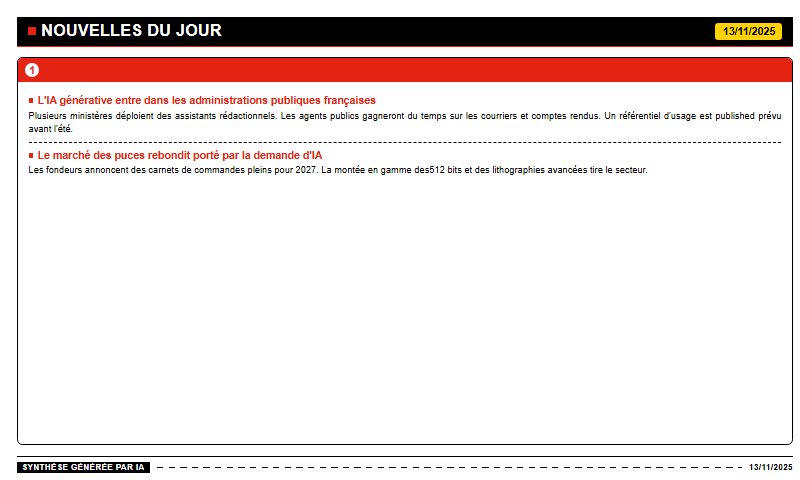 NOUVELLES DU JOUR
13/11/2025
1
L'IA générative entre dans les administrations publiques françaises
Plusieurs ministères déploient des assistants rédactionnels. Les agents publics gagneront du temps sur les courriers et comptes rendus. Un référentiel d'usage est published prévu
avant l'été.
Le marché des puces rebondit porté par la demande d'IA
Les fondeurs annoncent des carnets de commandes pleins pour 2027. La montée en gamme des512 bits et des lithographies avancées tire le secteur.
SYNTHÈSE GÉNÉRÉE PAR IA
13/11/2025